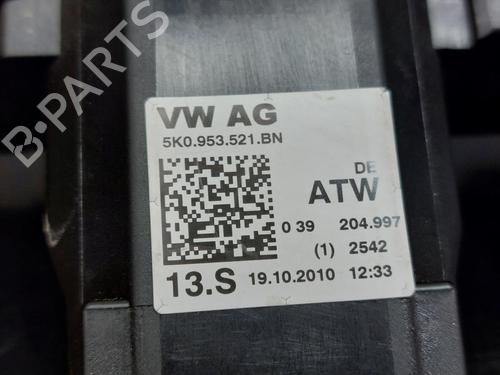 VW AG
5K0.953.521.BN
DE
ATW
0 39 204.997
(1) 2542
13.S 19.10.2010 12:33